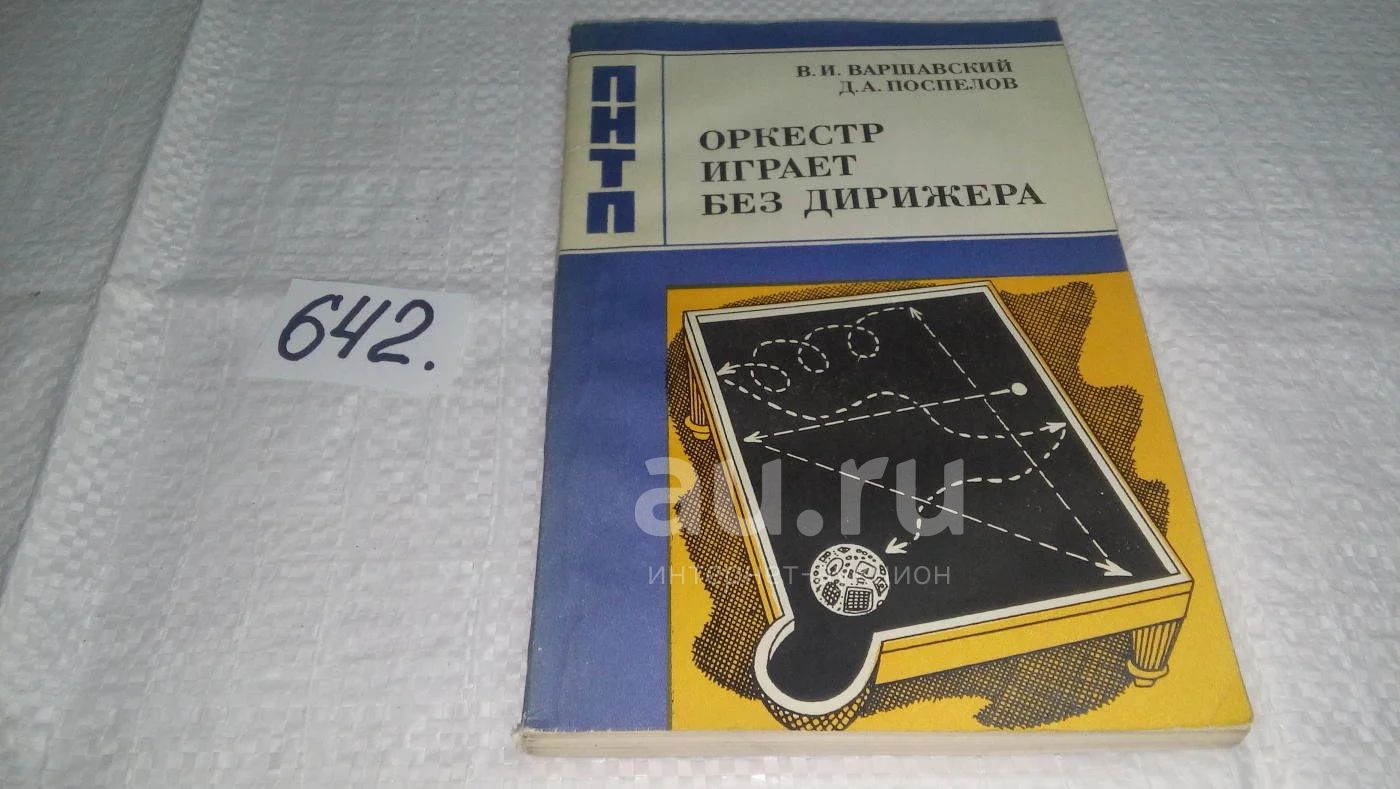 В. И. ВАРШАВСКИЙ
Д. А. ПОСПЕЛОВ
ПНТП
ОРКЕСТР
ИГРАЕТ
БЕЗ ДИРИЖЕРА
642.
au.ru